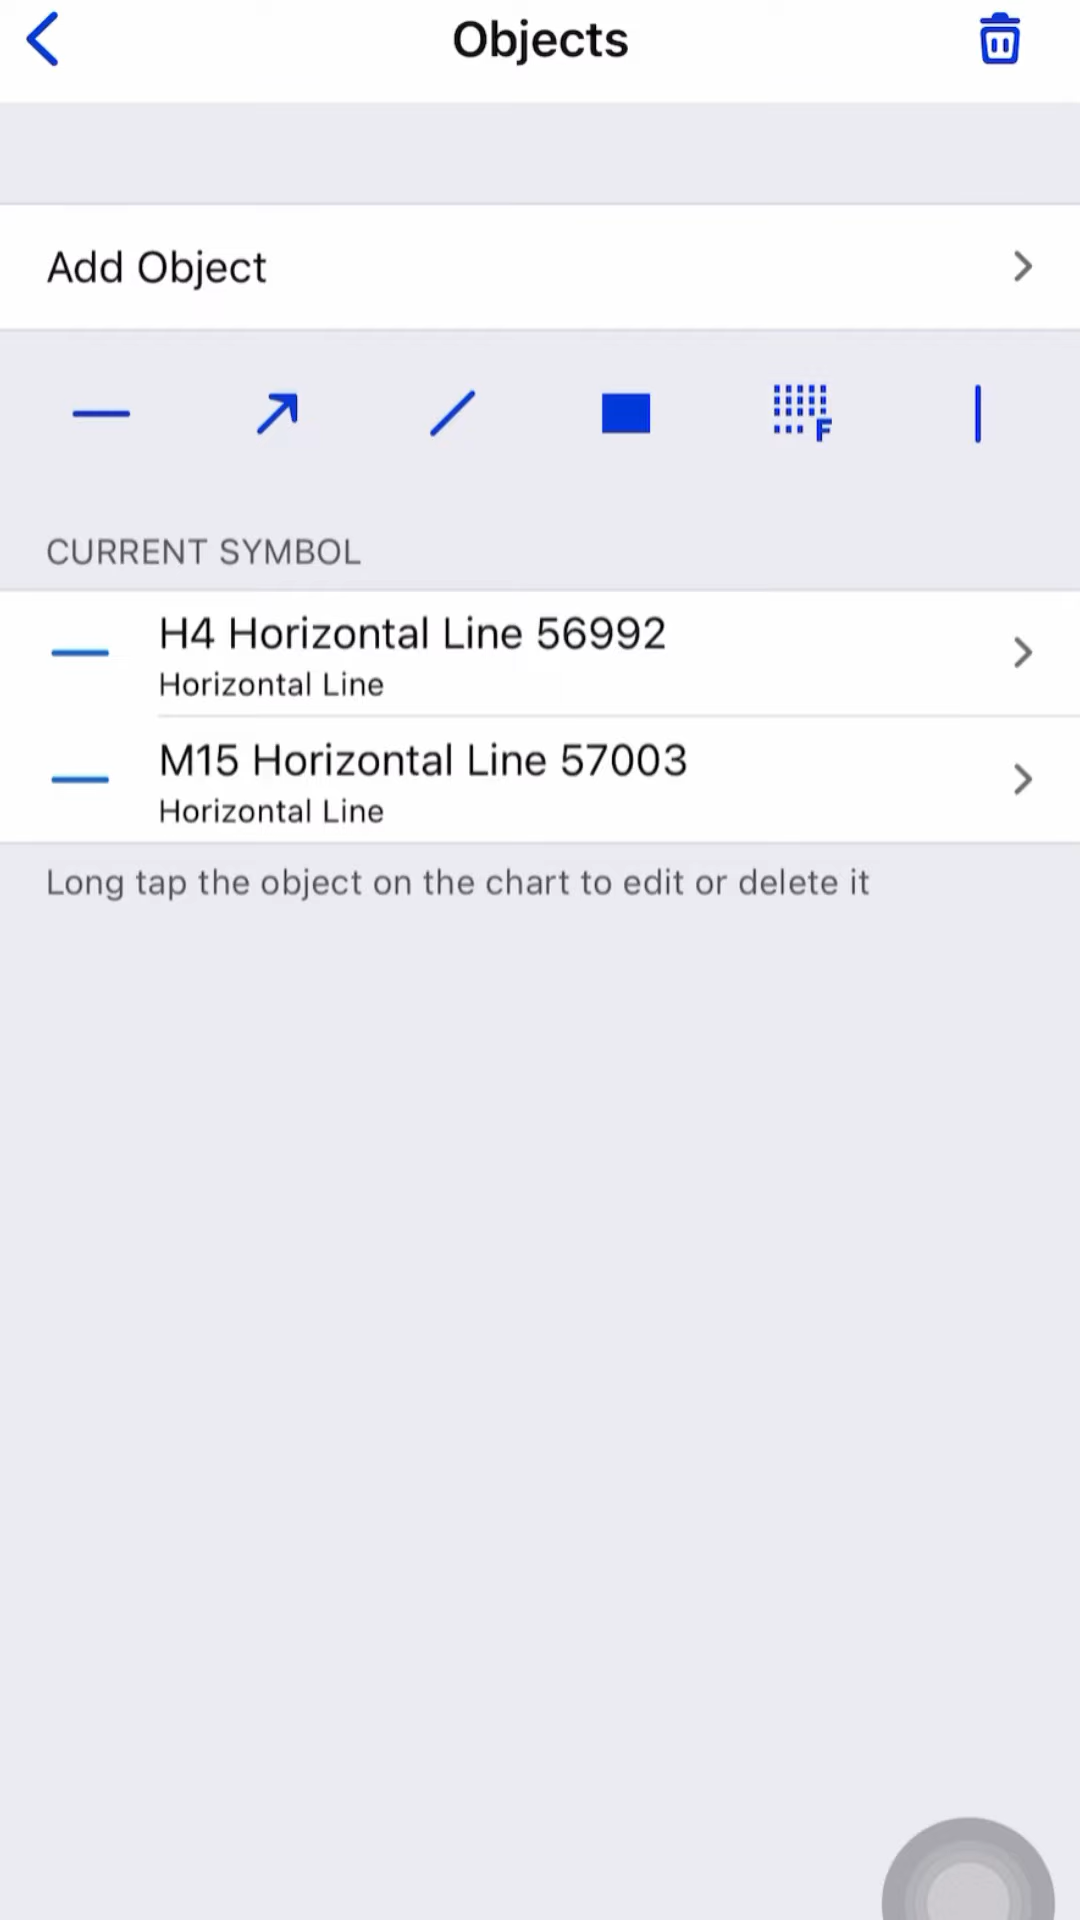 Objects
Add Object
F
CURRENT SYMBOL
H4 Horizontal Line 56992
Horizontal Line
M15 Horizontal Line 57003
Horizontal Line
Long tap the object on the chart to edit or delete it